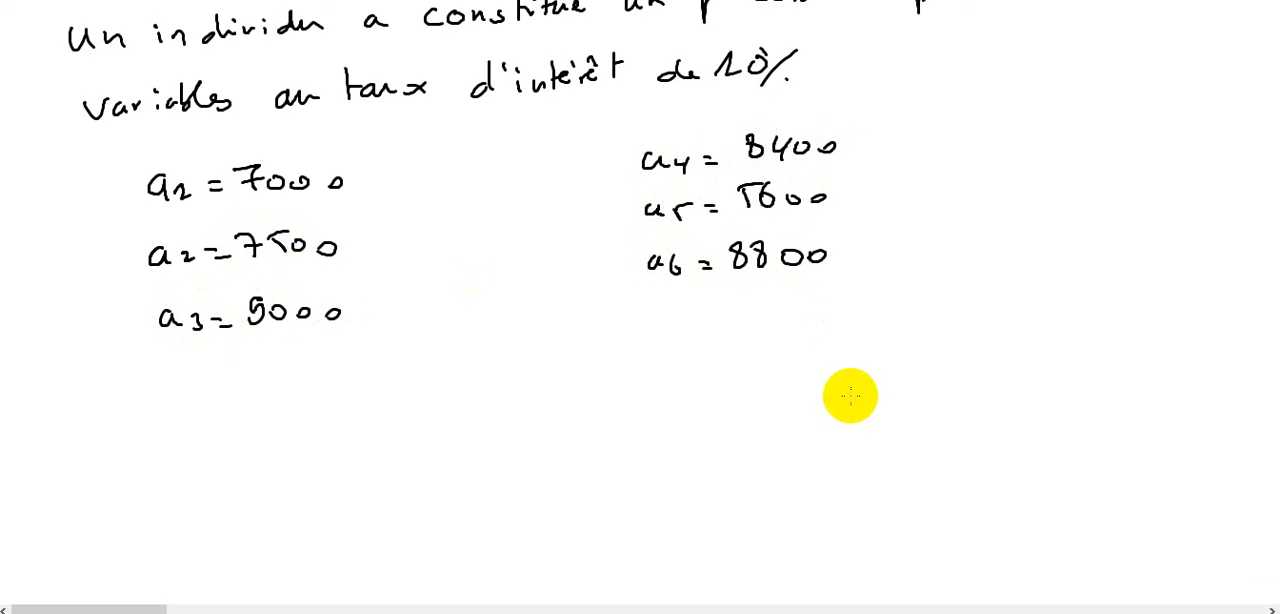 un individu a constitué un
variables au taux d'intérêt de 10%.
a1 = 7000
a2 = 7500
a3 = 9000
a4 = 8400
a5 = 5600
a6 = 8800